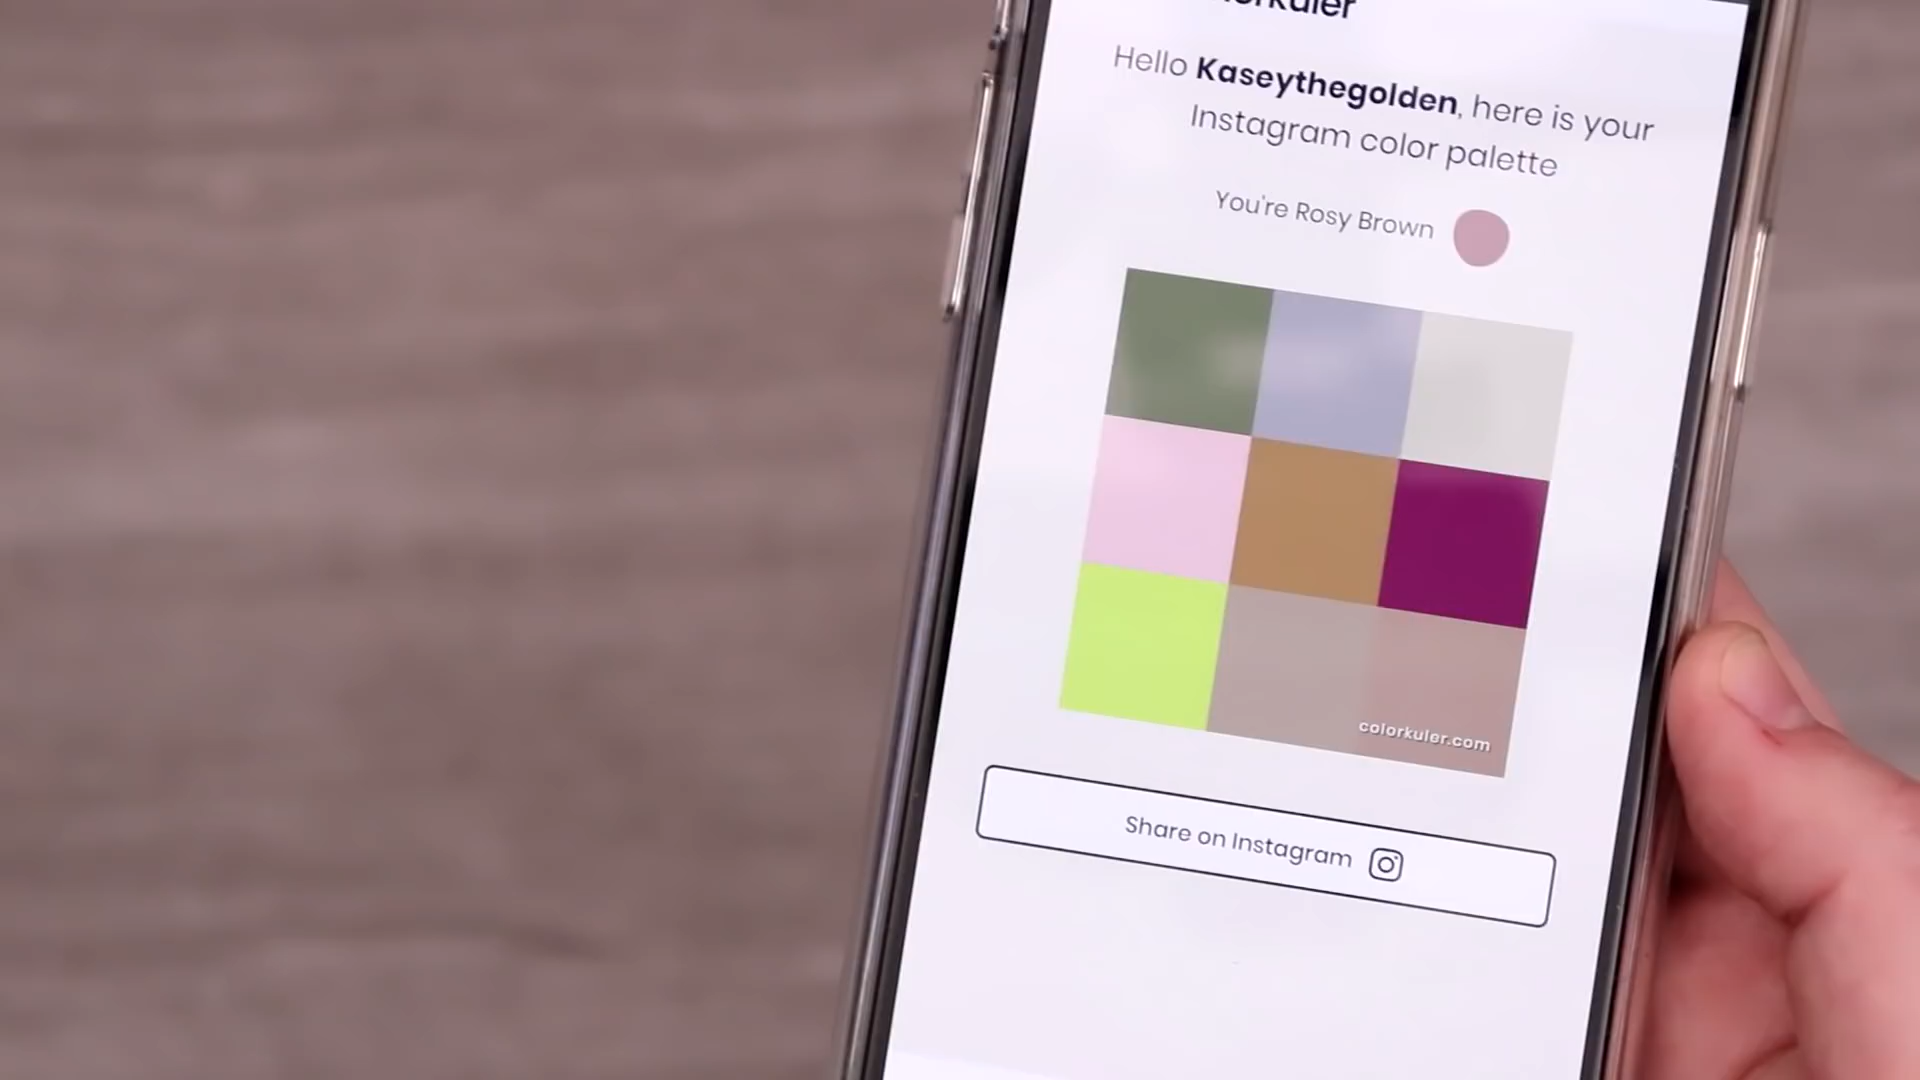 Hello Kaseythegolden, here is your
Instagram color palette
You're Rosy Brown
colorkuler.com
Share on Instagram